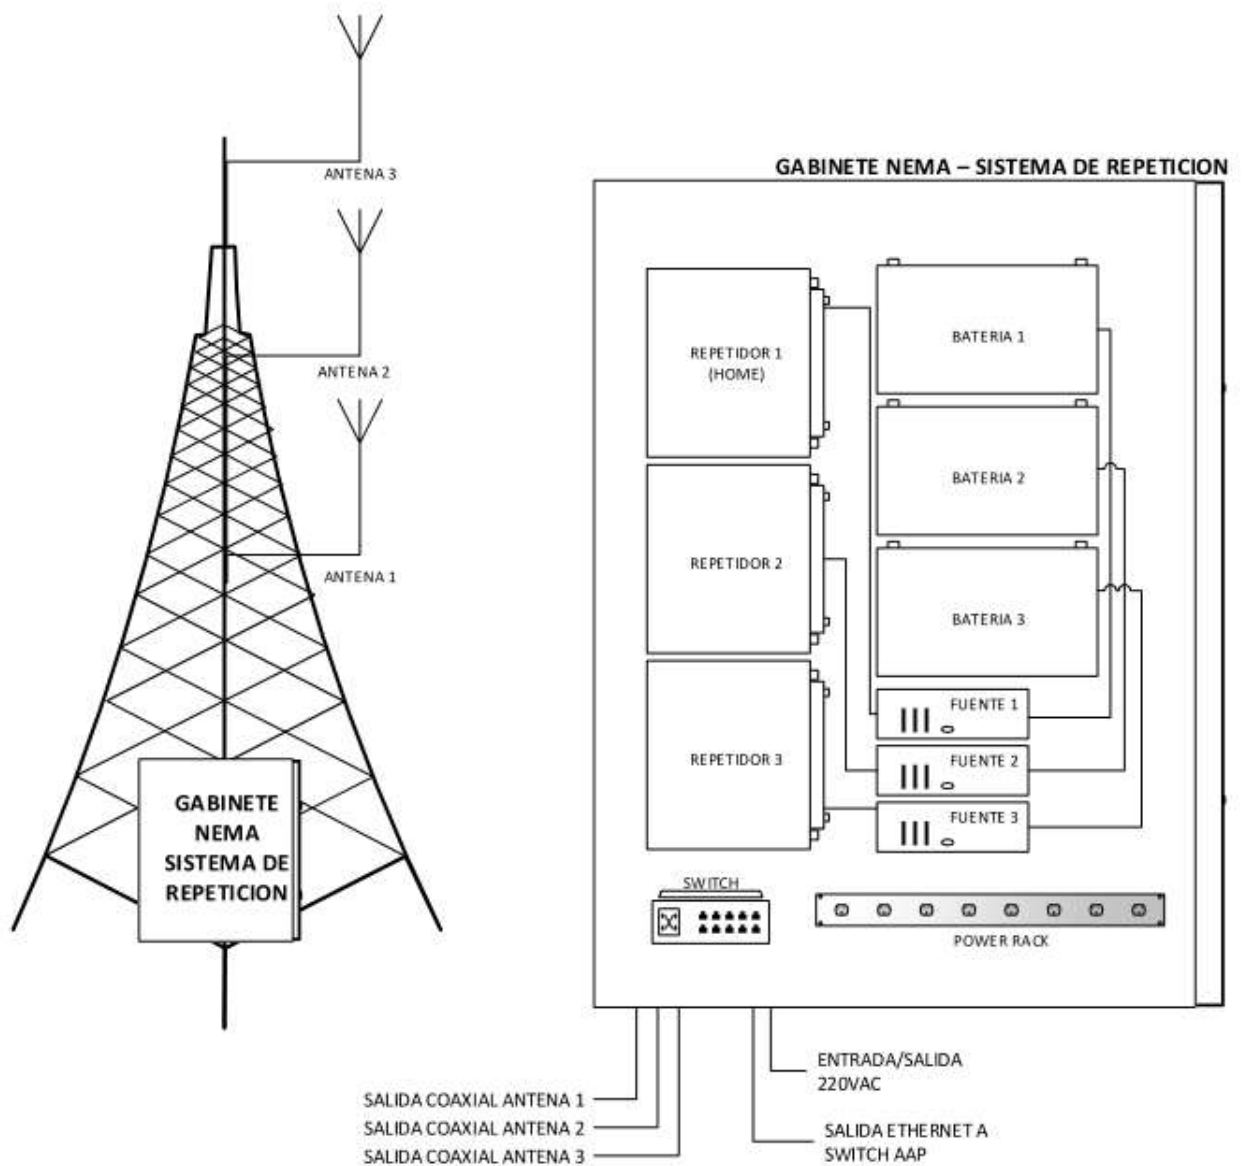 ANTENA 3
ANTENA 2
ANTENA 1
GABINETE
NEMA
SISTEMA DE
REPETICION
GABINETE NEMA – SISTEMA DE REPETICION
REPETIDOR 1
(HOME)
REPETIDOR 2
REPETIDOR 3
BATERIA 1
BATERIA 2
BATERIA 3
FUENTE 1
FUENTE 2
FUENTE 3
SWITCH
POWER RACK
SALIDA COAXIAL ANTENA 1
SALIDA COAXIAL ANTENA 2
SALIDA COAXIAL ANTENA 3
ENTRADA/SALIDA
220VAC
SALIDA ETHERNET A
SWITCH AAP